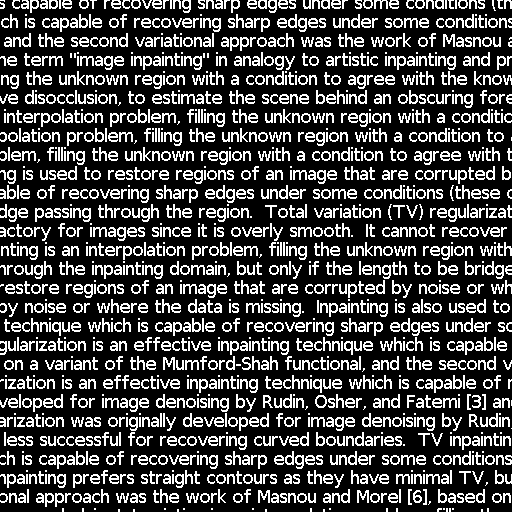 s capable of recovering sharp edges under some conditions (th
ch is capable of recovering sharp edges under some conditions
and the second variational approach was the work of Masnou a
ne term "image inpainting" in analogy to artistic inpainting and pr
ng the unknown region with a condition to agree with the know
ve disocclusion, to estimate the scene behind an obscuring fore
interpolation problem, filling the unknown region with a conditio
polation problem, filling the unknown region with a condition to
blem, filling the unknown region with a condition to agree with t
ng is used to restore regions of an image that are corrupted b
able of recovering sharp edges under some conditions (these c
dge passing through the region. Total variation (TV) regularizat
actory for images since it is overly smooth. It cannot recover
nting is an interpolation problem, filling the unknown region with
hrough the inpainting domain, but only if the length to be bridge
restore regions of an image that are corrupted by noise or wh
by noise or where the data is missing. Inpainting is also used to
technique which is capable of recovering sharp edges under so
gularization is an effective inpainting technique which is capable
on a variant of the Mumford-Shah functional, and the second v
rization is an effective inpainting technique which is capable of r
veloped for image denoising by Rudin, Osher, and Fatemi [3] and
arization was originally developed for image denoising by Rudin,
less successful for recovering curved boundaries. TV inpaintin
ch is capable of recovering sharp edges under some conditions
npainting prefers straight contours as they have minimal TV, bu
onal approach was the work of Masnou and Morel [6], based on